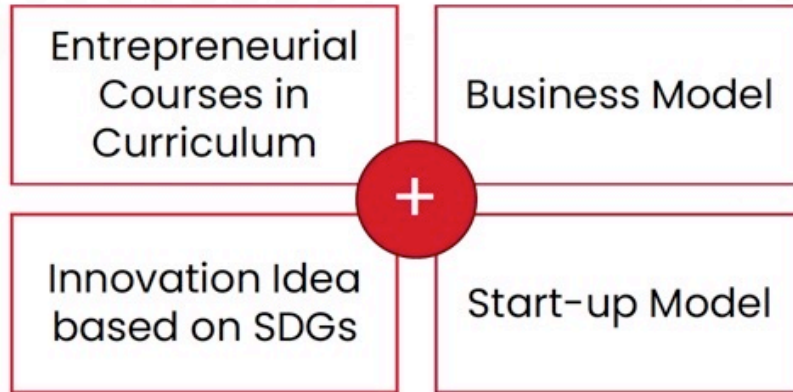 Entrepreneurial
Courses in
Curriculum
Business Model
+
Innovation Idea
based on SDGs
Start-up Model